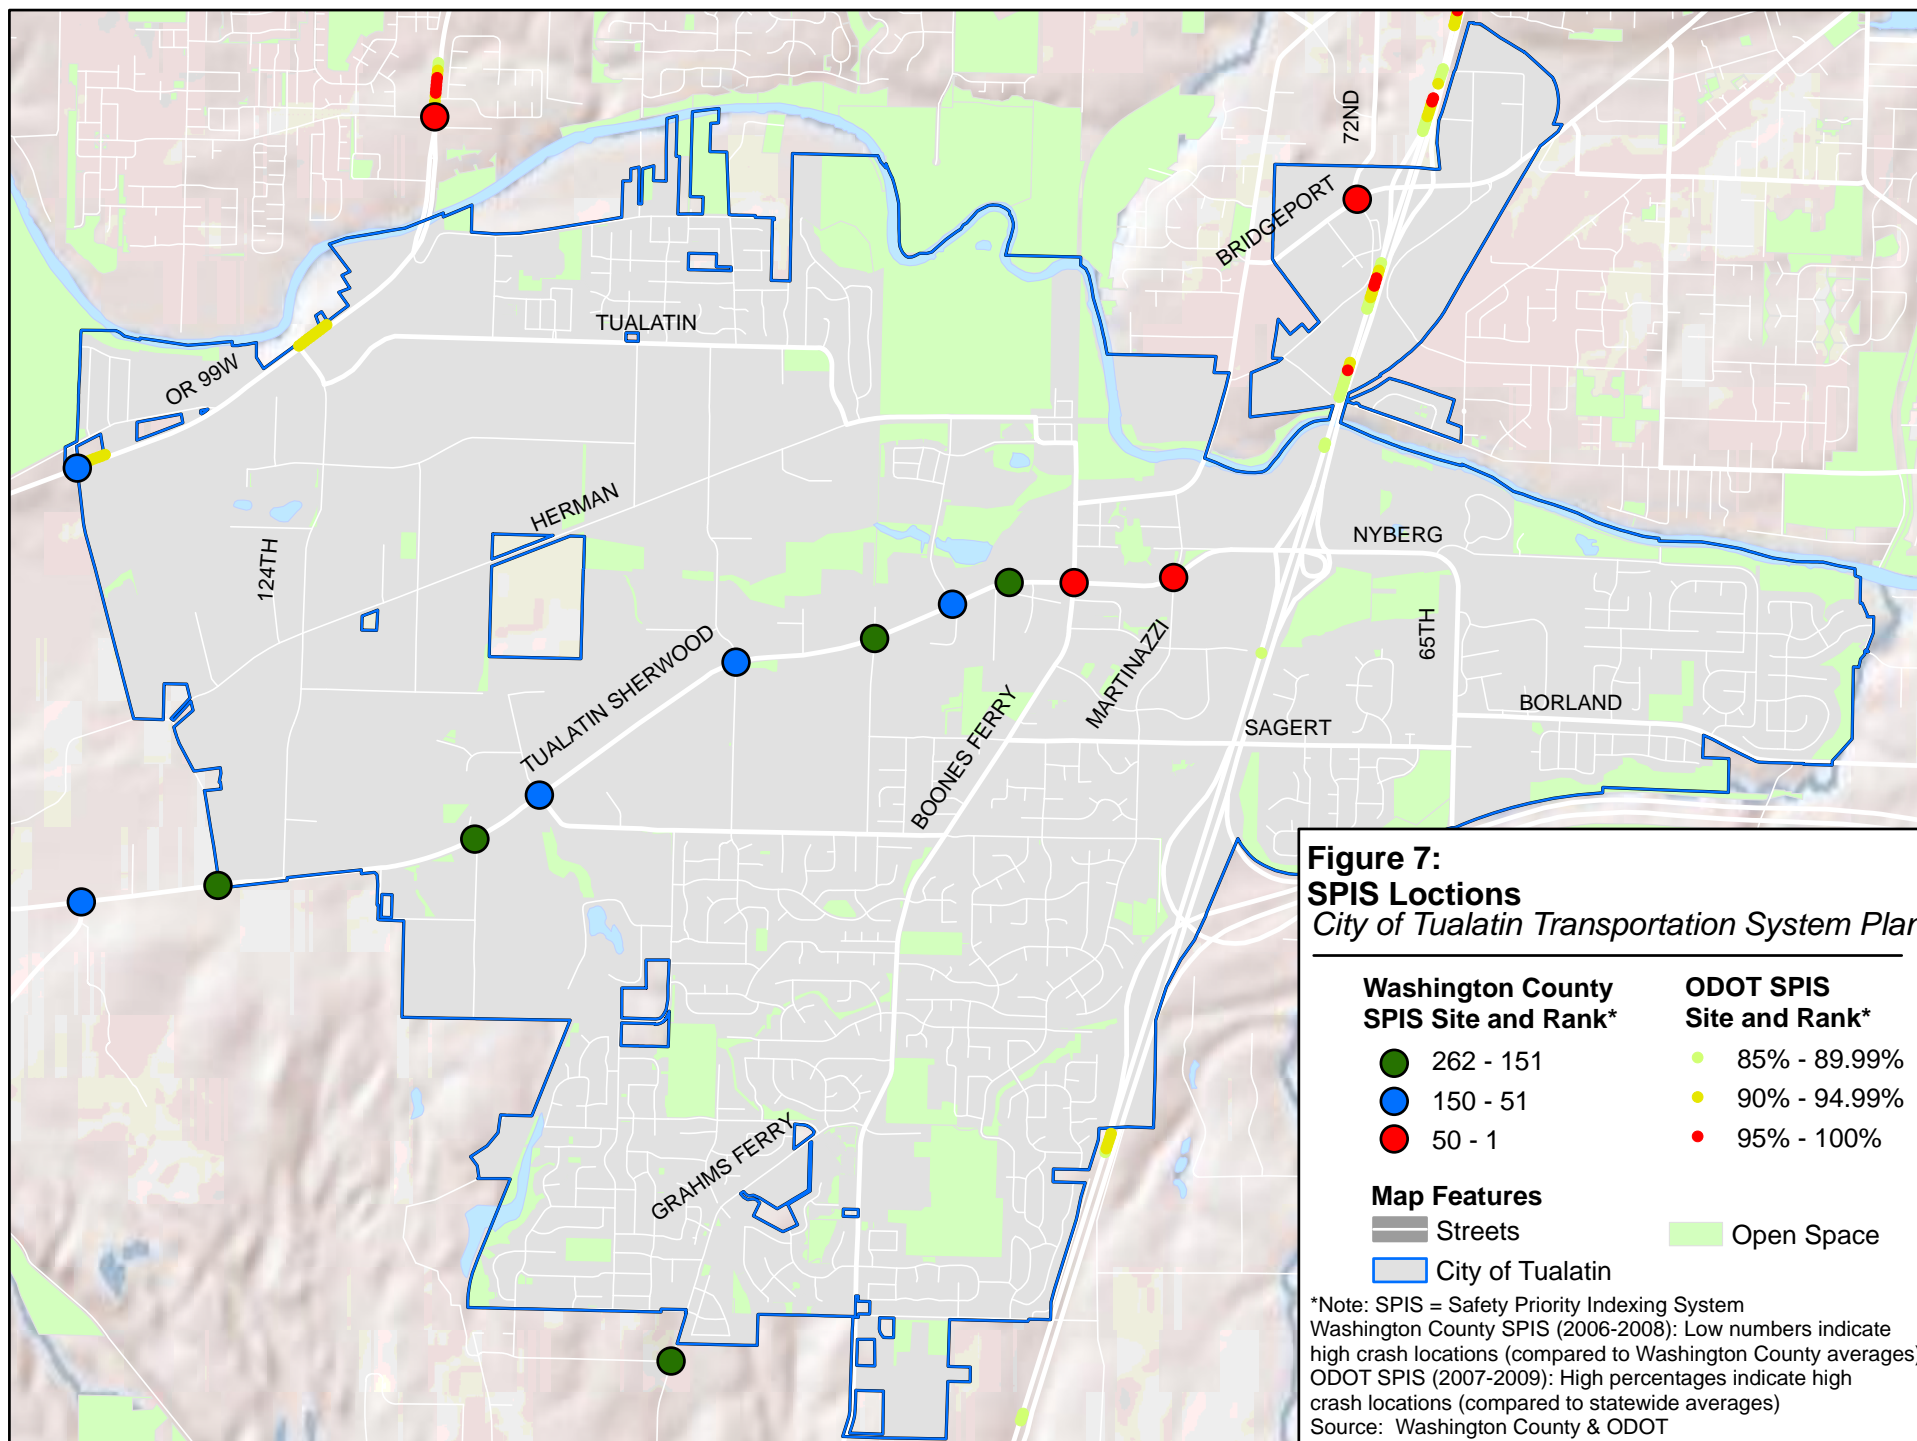 72ND
BRIDGEPORT
TUALATIN
OR 99W
HERMAN
NYBERG
124TH
65TH
MARTINAZZI
TUALATIN SHERWOOD
BORLAND
BOONES FERRY
SAGERT
GRAHMS FERRY
Figure 7:
SPIS Loctions
City of Tualatin Transportation System Plan
Washington County
SPIS Site and Rank*
262 - 151
150 - 51
50 - 1
ODOT SPIS
Site and Rank*
85% - 89.99%
90% - 94.99%
95% - 100%
Map Features
Streets
Open Space
City of Tualatin
*Note: SPIS = Safety Priority Indexing System
Washington County SPIS (2006-2008): Low numbers indicate
high crash locations (compared to Washington County averages)
ODOT SPIS (2007-2009): High percentages indicate high
crash locations (compared to statewide averages)
Source: Washington County & ODOT